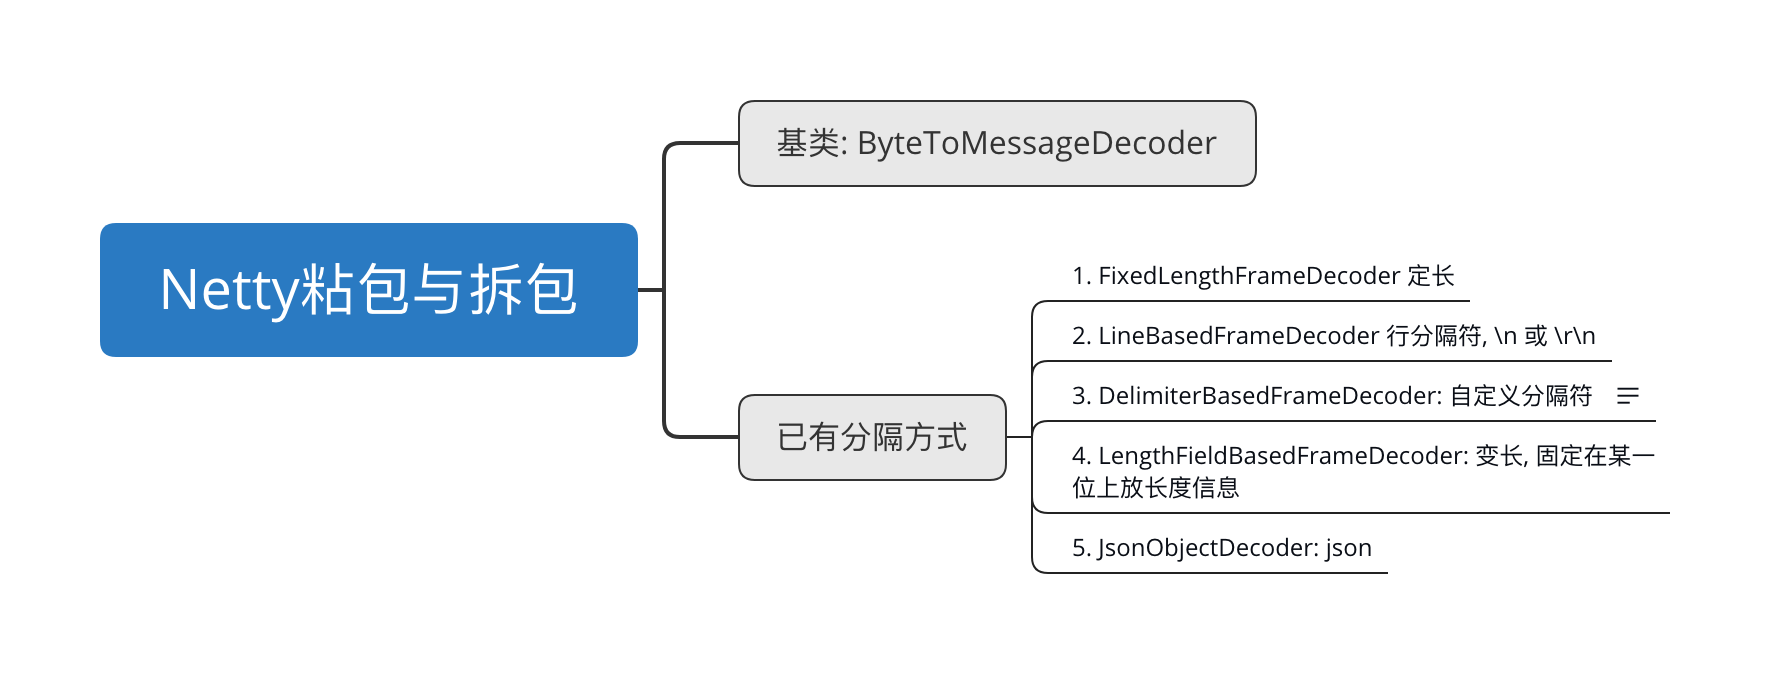 Netty粘包与拆包
基类: ByteToMessageDecoder
已有分隔方式
1. FixedLengthFrameDecoder 定长
2. LineBasedFrameDecoder 行分隔符, \n 或 \r\n
3. DelimiterBasedFrameDecoder: 自定义分隔符
4. LengthFieldBasedFrameDecoder: 变长, 固定在某一
位上放长度信息
5. JsonObjectDecoder: json